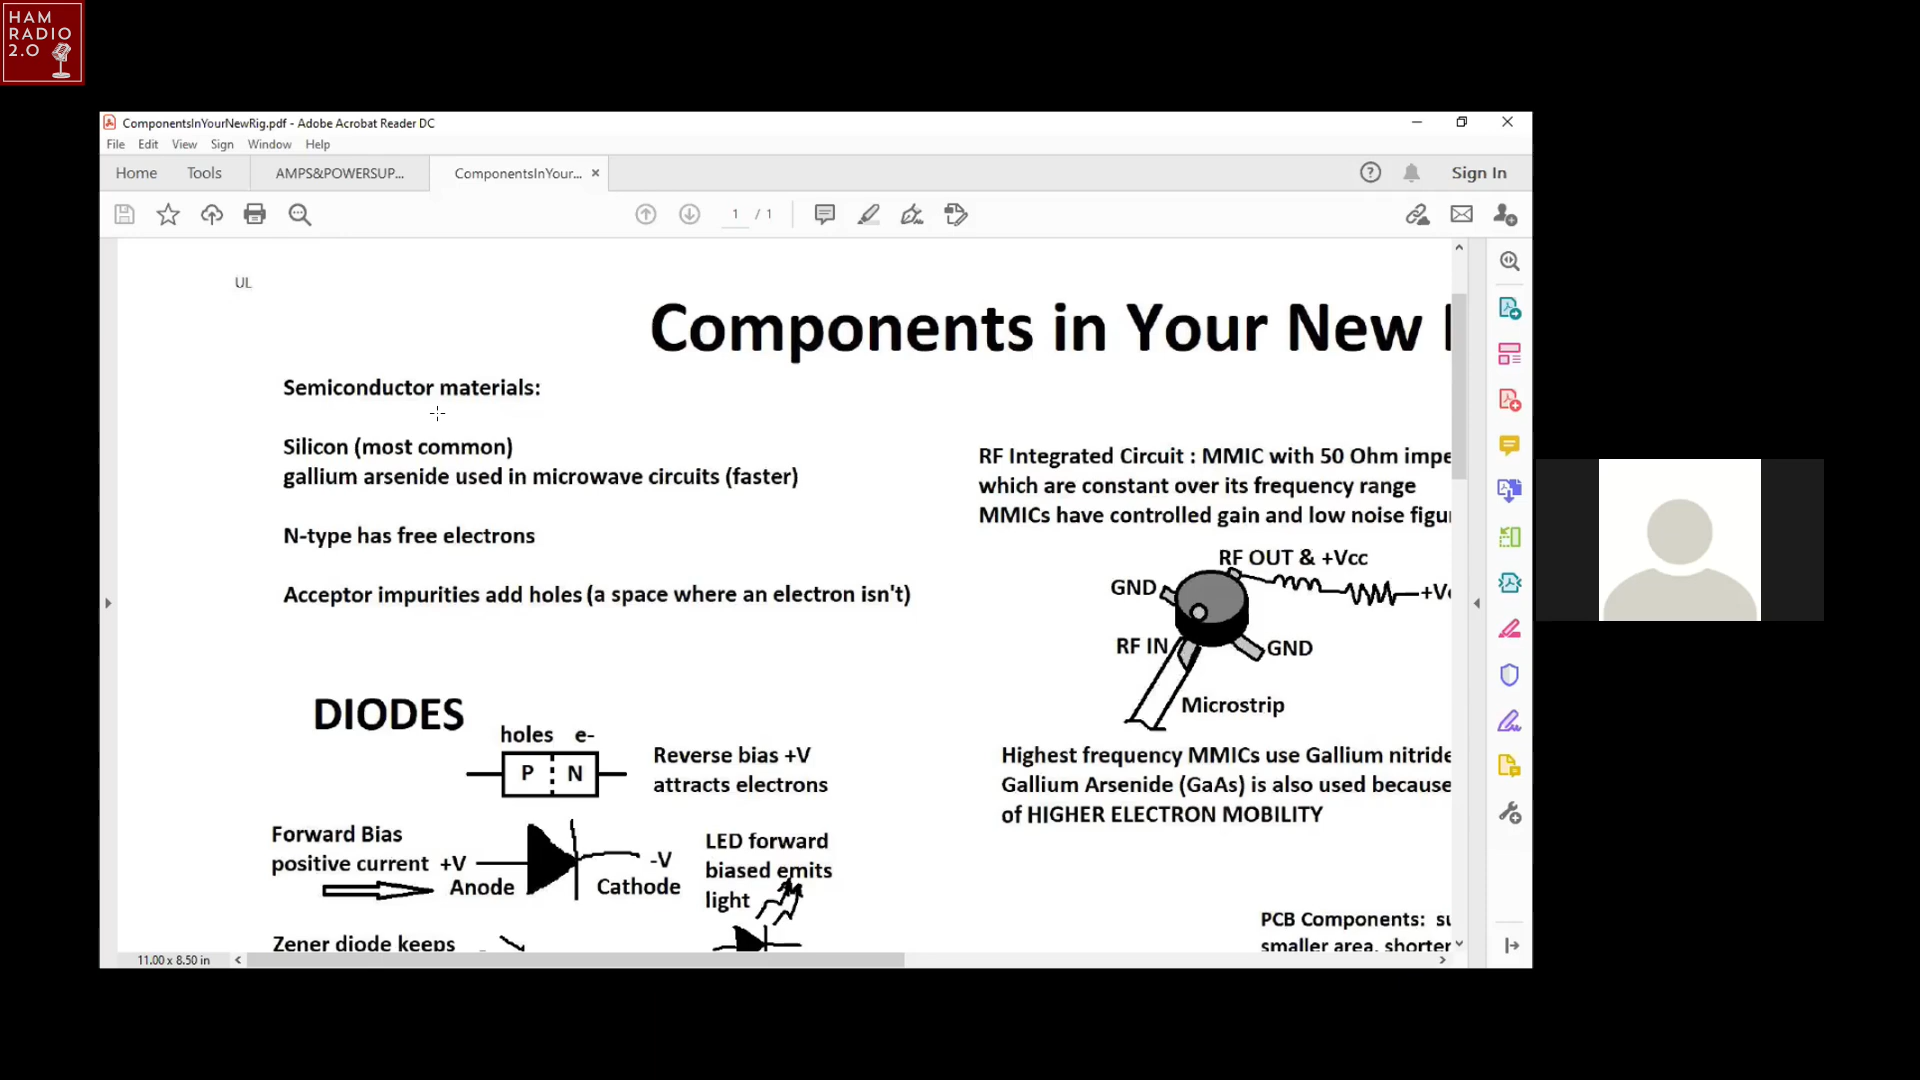 HAM
RADIO
2.0
ComponentsInYourNewRig.pdf - Adobe Acrobat Reader DC
File Edit View Sign Window Help
Home Tools AMPS&POWERSUP... ComponentsInYour... Sign In
1 / 1
UL
Components in Your New
Semiconductor materials:
Silicon (most common)
gallium arsenide used in microwave circuits (faster)
N-type has free electrons
Acceptor impurities add holes (a space where an electron isn't)
RF Integrated Circuit : MMIC with 50 Ohm impe
which are constant over its frequency range
MMICs have controlled gain and low noise figu
RF OUT & +Vcc
GND
+V
RF IN
GND
Microstrip
Highest frequency MMICs use Gallium nitride
Gallium Arsenide (GaAs) is also used because
of HIGHER ELECTRON MOBILITY
DIODES
holes e-
P N
Reverse bias +V
attracts electrons
Forward Bias
positive current +V
-V
Anode
Cathode
LED forward
biased emits
light
Zener diode keeps
PCB Components: su
smaller area, shorter
11.00 x 8.50 in